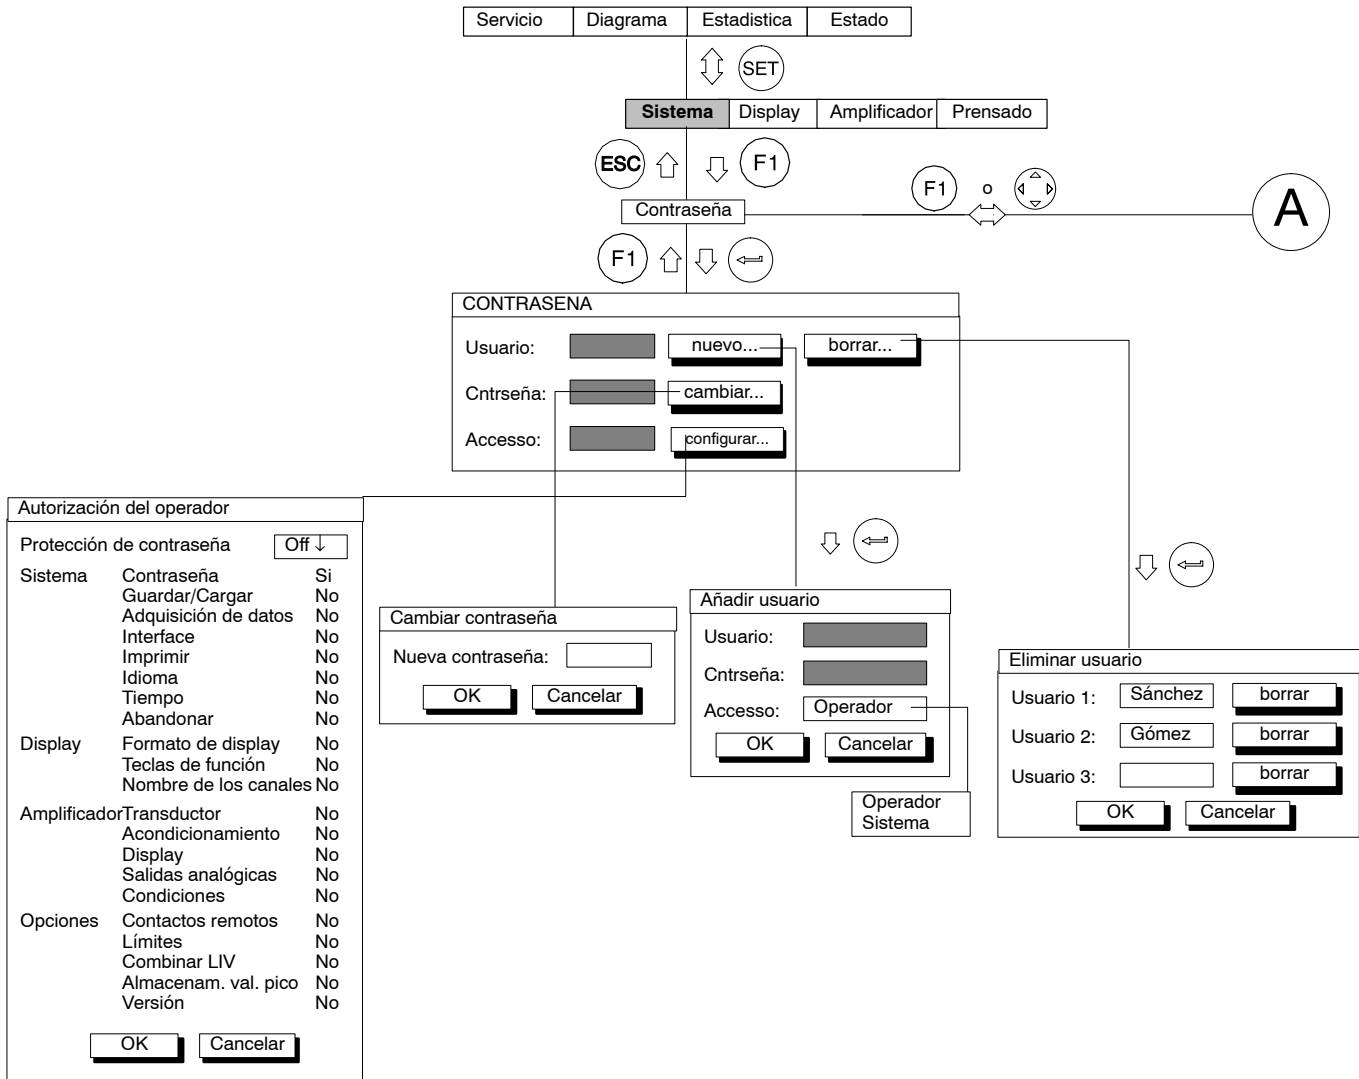 Servicio Diagrama Estadistica Estado
SET
Sistema Display Amplificador Prensado
ESC F1
F1 o
Contraseña
A
F1
CONTRASENA
Usuario: nuevo... borrar...
Cntrseña: cambiar...
Accesso: configurar...
Autorización del operador
Protección de contraseña Off ↓
Sistema Contraseña Si
Guardar/Cargar No
Adquisición de datos No
Interface No
Imprimir No
Idioma No
Tiempo No
Abandonar No
Display Formato de display No
Teclas de función No
Nombre de los canales No
Amplificador Transductor No
Acondicionamiento No
Display No
Salidas analógicas No
Condiciones No
Opciones Contactos remotos No
Límites No
Combinar LIV No
Almacenam. val. pico No
Versión No
OK Cancelar
Cambiar contraseña
Nueva contraseña:
OK Cancelar
Añadir usuario
Usuario:
Cntrseña:
Accesso: Operador
OK Cancelar
Operador
Sistema
Eliminar usuario
Usuario 1: Sánchez borrar
Usuario 2: Gómez borrar
Usuario 3: borrar
OK Cancelar